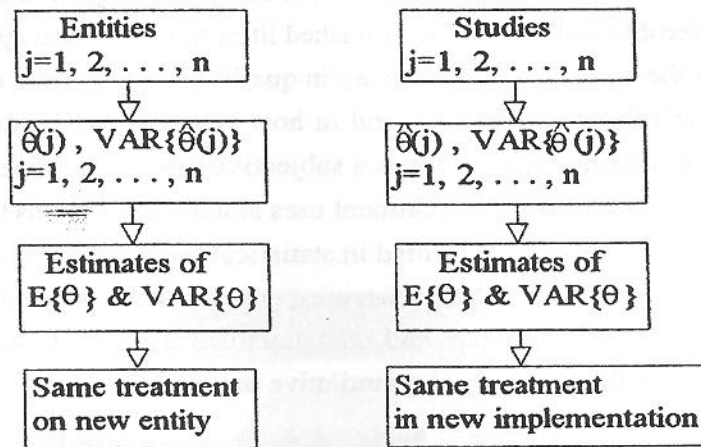 Entities
j=1, 2, . . . , n
θ̂(j) , VAR{θ̂(j)}
j=1, 2, . . . , n
Estimates of
E{θ} & VAR{θ}
Same treatment
on new entity
Studies
j=1, 2, . . . , n
θ̂(j), VAR{θ̂(j)}
j=1, 2, . . . , n
Estimates of
E{θ} & VAR{θ}
Same treatment
in new implementation